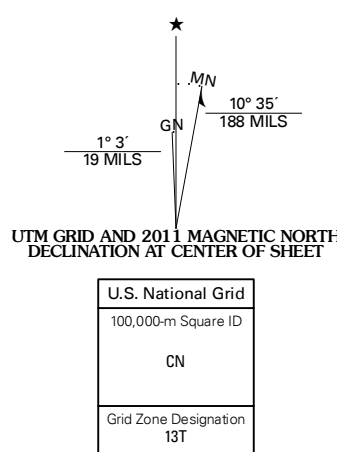 ★
MN
10° 35´
188 MILS
GN
1° 3´
19 MILS
UTM GRID AND 2011 MAGNETIC NORTH
DECLINATION AT CENTER OF SHEET
U.S. National Grid
100,000-m Square ID
CN
Grid Zone Designation
13T